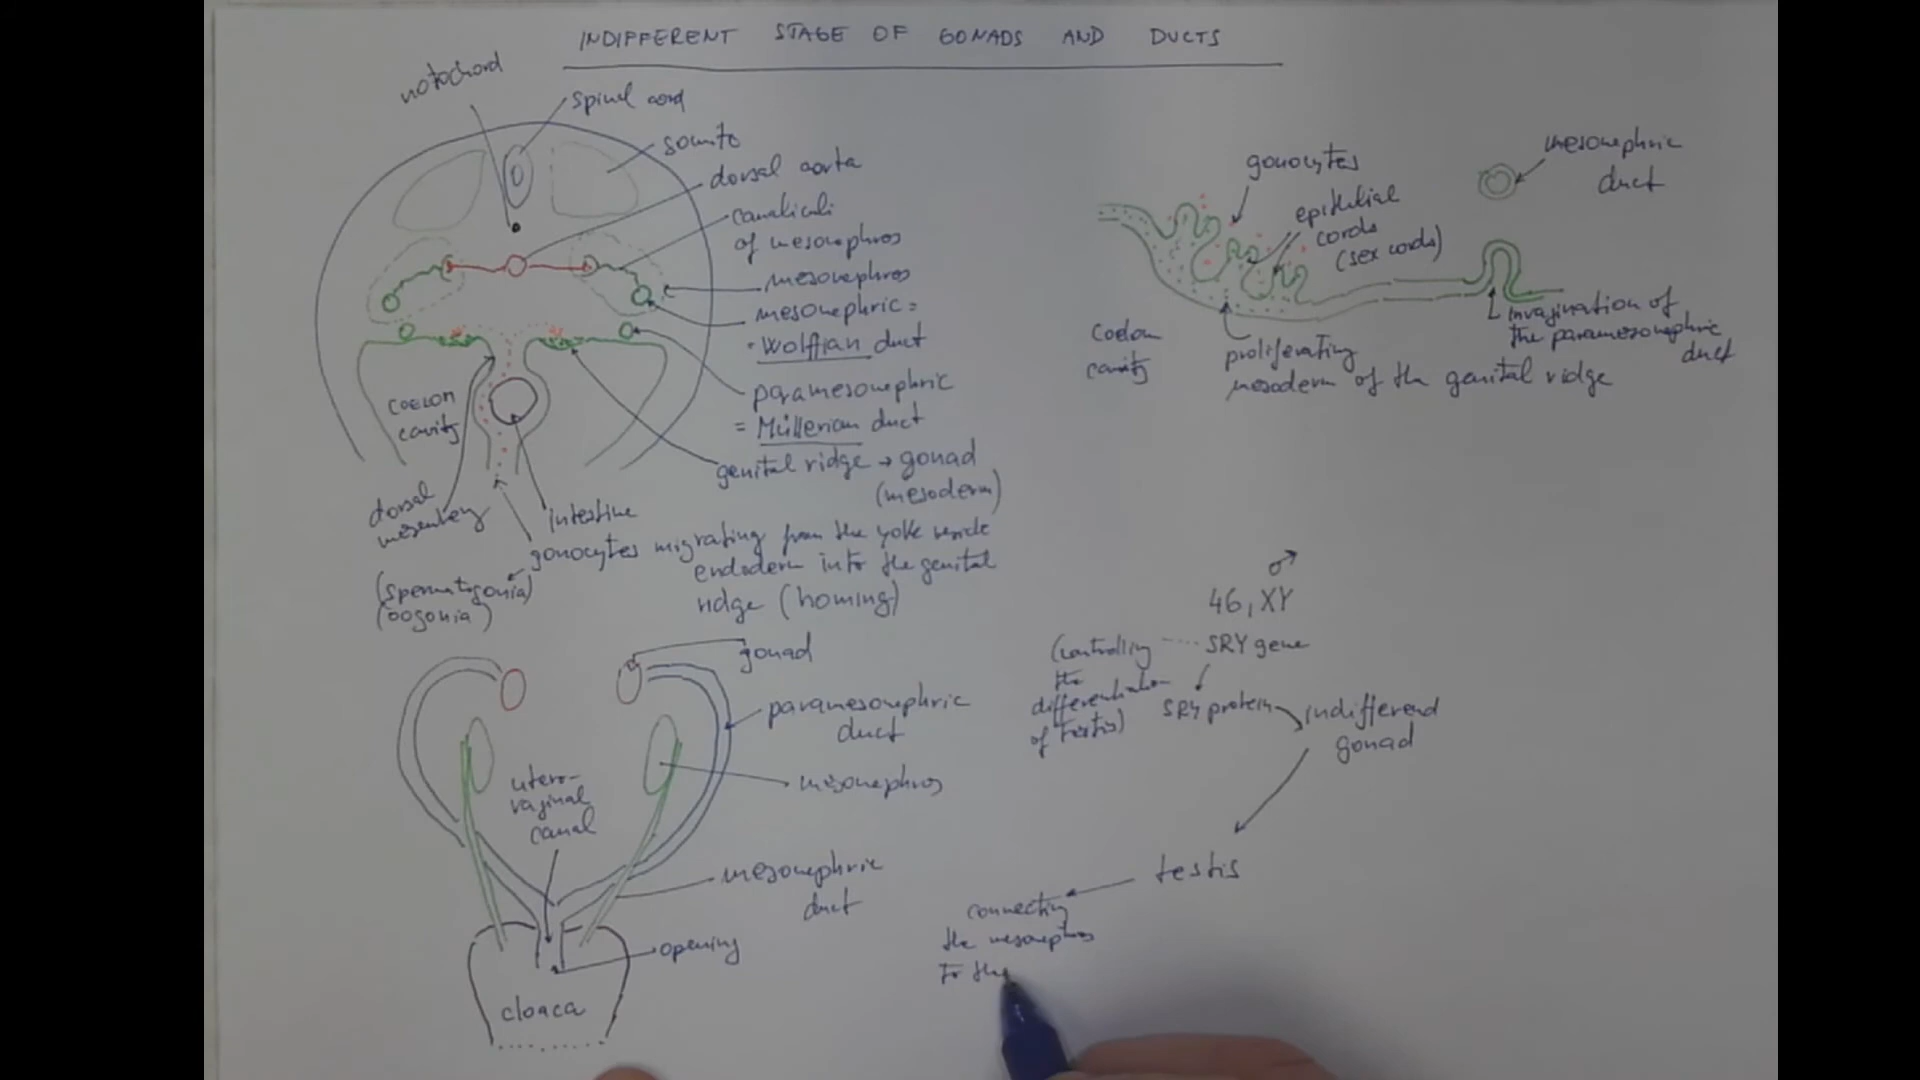 INDIFFERENT STAGE OF GONADS AND DUCTS
notochord
spinal cord
somite
dorsal aorta
canaliculi
of mesonephros
mesonephros
mesonephric =
Wolffian duct
paramesonephric
= Müllerian duct
genital ridge → gonad
(mesoderm)
coelom
cavity
dorsal
mesentery
intestine
gonocytes migrating from the yolk vesicle
endoderm into the genital
ridge (homing)
(spermatogonia)
(oogonia)
gonocytes
epithelial
cords
(sex cords)
mesonephric
duct
coelom
cavity
proliferating
mesoderm of the genital ridge
invagination of
the paramesonephric
duct
gonad
paramesonephric
duct
mesonephros
utero-
vaginal
canal
mesonephric
duct
opening
cloaca
♂
46, XY
SRY gene
(controlling
the
differentiation
of testis)
SRY protein
indifferend
gonad
testis
connecting
the mesonephros
to the